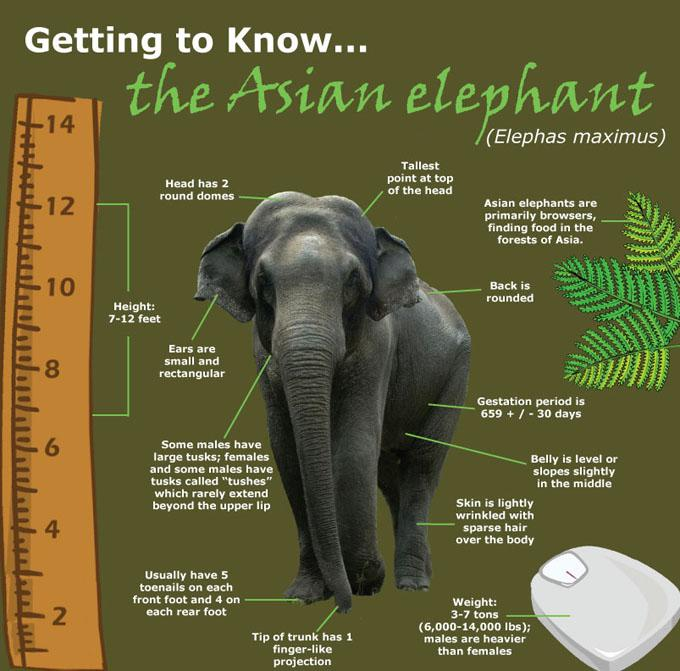 Getting to Know...
the Asian elephant
(Elephas maximus)
14
12
10
8
6
4
2
Height:
7-12 feet
Head has 2
round domes
Tallest
point at top
of the head
Asian elephants are
primarily browsers,
finding food in the
forests of Asia.
Back is
rounded
Ears are
small and
rectangular
Gestation period is
659 + / - 30 days
Some males have
large tusks; females
and some males have
tusks called “tushes”
which rarely extend
beyond the upper lip
Belly is level or
slopes slightly
in the middle
Skin is lightly
wrinkled with
sparse hair
over the body
Usually have 5
toenails on each
front foot and 4 on
each rear foot
Tip of trunk has 1
finger-like
projection
Weight:
3-7 tons
(6,000-14,000 lbs);
males are heavier
than females